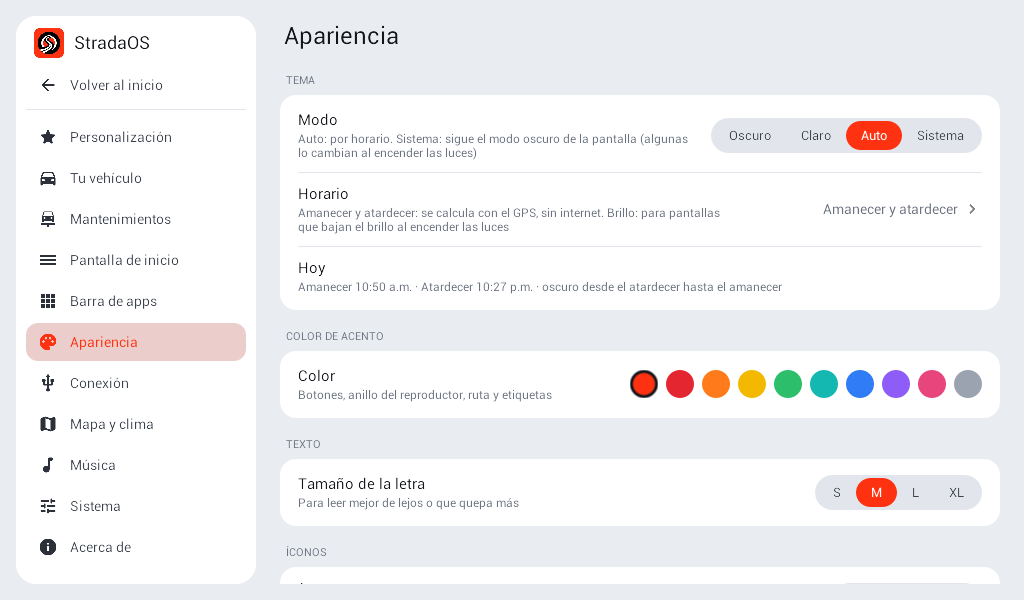 StradaOS
Volver al inicio
Personalización
Tu vehículo
Mantenimientos
Pantalla de inicio
Barra de apps
Apariencia
Conexión
Mapa y clima
Música
Sistema
Acerca de
Apariencia
TEMA
Modo
Auto: por horario. Sistema: sigue el modo oscuro de la pantalla (algunas
lo cambian al encender las luces)
Oscuro Claro Auto Sistema
Horario
Amanecer y atardecer: se calcula con el GPS, sin internet. Brillo: para pantallas
que bajan el brillo al encender las luces
Amanecer y atardecer
Hoy
Amanecer 10:50 a.m. · Atardecer 10:27 p.m. · oscuro desde el atardecer hasta el amanecer
COLOR DE ACENTO
Color
Botones, anillo del reproductor, ruta y etiquetas
TEXTO
Tamaño de la letra
Para leer mejor de lejos o que quepa más
S M L XL
ÍCONOS